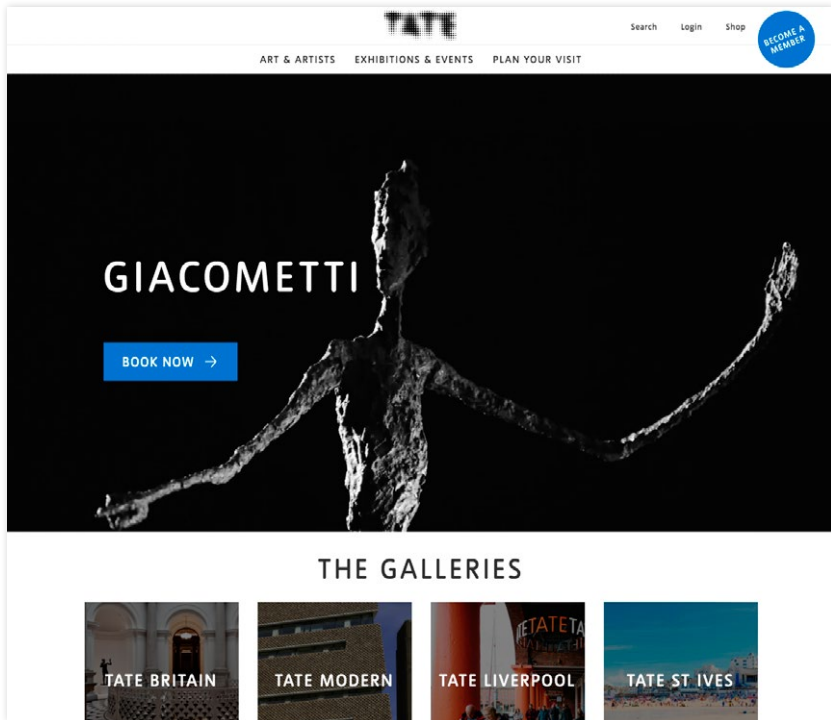 TATE
Search Login Shop
BECOME A
MEMBER
ART & ARTISTS EXHIBITIONS & EVENTS PLAN YOUR VISIT
GIACOMETTI
BOOK NOW
THE GALLERIES
TATE BRITAIN TATE MODERN TATE LIVERPOOL TATE ST IVES
TETATETA